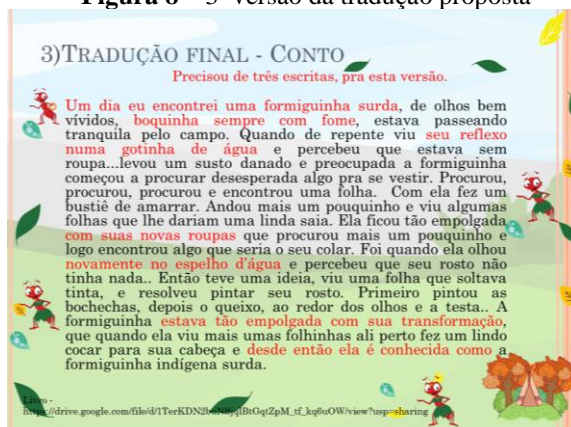 Figura 8 – 3ª versão da tradução proposta
3)TRADUÇÃO FINAL - CONTO
Precisou de três escritas, pra esta versão.
Um dia eu encontrei uma formiguinha surda, de olhos bem
vívidos, boquinha sempre com fome, estava passeando
tranquila pelo campo. Quando de repente viu seu reflexo
numa gotinha de água e percebeu que estava sem
roupa...levou um susto danado e preocupada a formiguinha
começou a procurar desesperada algo pra se vestir. Procurou,
procurou, procurou e encontrou uma folha. Com ela fez um
bustiê de amarrar. Andou mais um pouquinho e viu algumas
folhas que lhe dariam uma linda saia. Ela ficou tão empolgada
com suas novas roupas que procurou mais um pouquinho e
logo encontrou algo que seria o seu colar. Foi quando ela olhou
novamente no espelho d'água e percebeu que seu rosto não
tinha nada.. Então teve uma ideia, viu uma folha que soltava
tinta, e resolveu pintar seu rosto. Primeiro pintou as
bochechas, depois o queixo, ao redor dos olhos e a testa.. A
formiguinha estava tão empolgada com sua transformação,
que quando ela viu mais umas folhinhas ali perto fez um lindo
cocar para sua cabeça e desde então ela é conhecida como a
formiguinha indígena surda.
Livro -